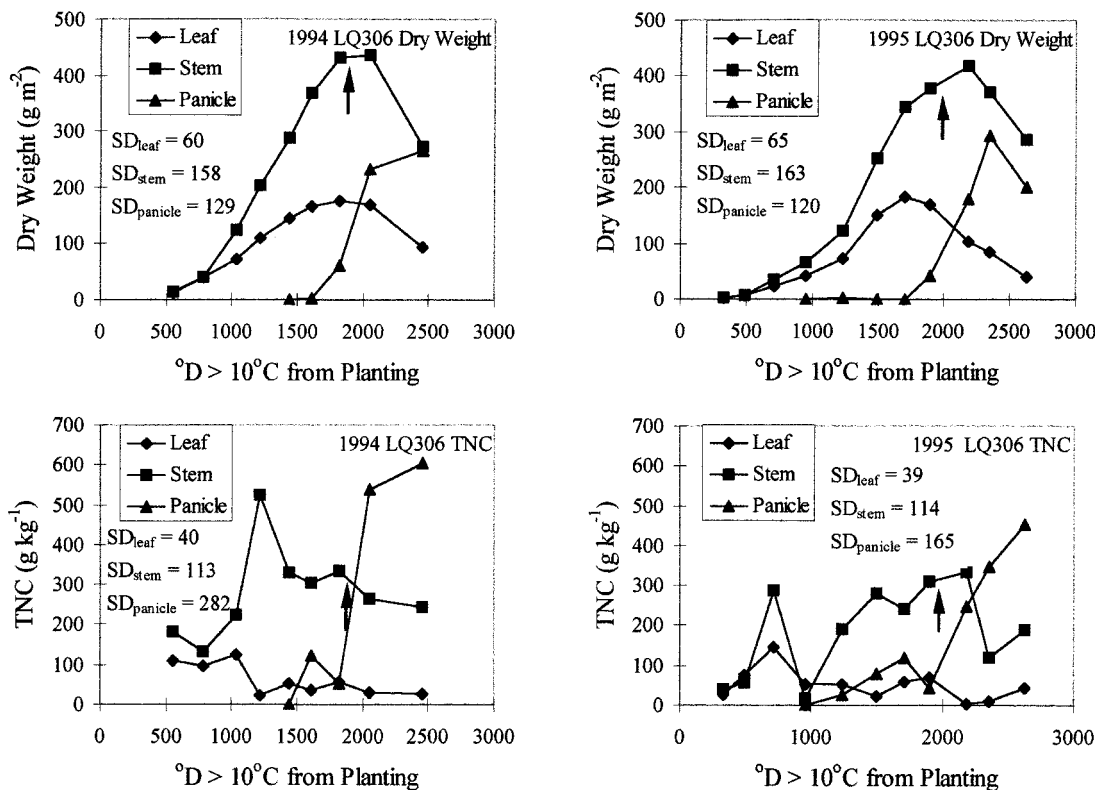 1994 LQ306 Dry Weight
Leaf
Stem
Panicle
SDleaf = 60
SDstem = 158
SDpanicle = 129
Dry Weight (g m-2)
500
400
300
200
100
0
0 500 1000 1500 2000 2500 3000
°D > 10°C from Planting
1995 LQ306 Dry Weight
Leaf
Stem
Panicle
SDleaf = 65
SDstem = 163
SDpanicle = 120
Dry Weight (g m-2)
500
400
300
200
100
0
0 500 1000 1500 2000 2500 3000
°D > 10°C from Planting
1994 LQ306 TNC
Leaf
Stem
Panicle
SDleaf = 40
SDstem = 113
SDpanicle = 282
TNC (g kg-1)
700
600
500
400
300
200
100
0
0 500 1000 1500 2000 2500 3000
°D > 10°C from Planting
1995 LQ306 TNC
Leaf
Stem
Panicle
SDleaf = 39
SDstem = 114
SDpanicle = 165
TNC (g kg-1)
700
600
500
400
300
200
100
0
0 1000 2000 3000
°D > 10°C from Planting